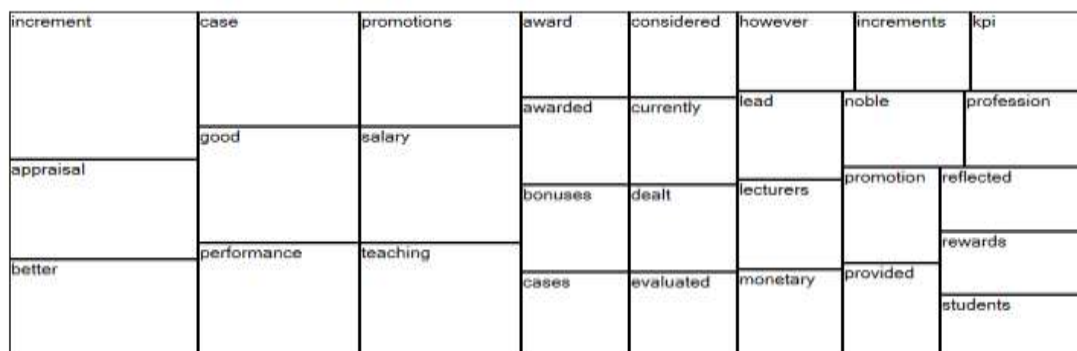 increment case promotions award considered however increments kpi
awarded currently lead noble profession
good salary
appraisal promotion reflected
bonuses dealt lecturers
rewards
performance teaching
better provided
cases evaluated monetary
students